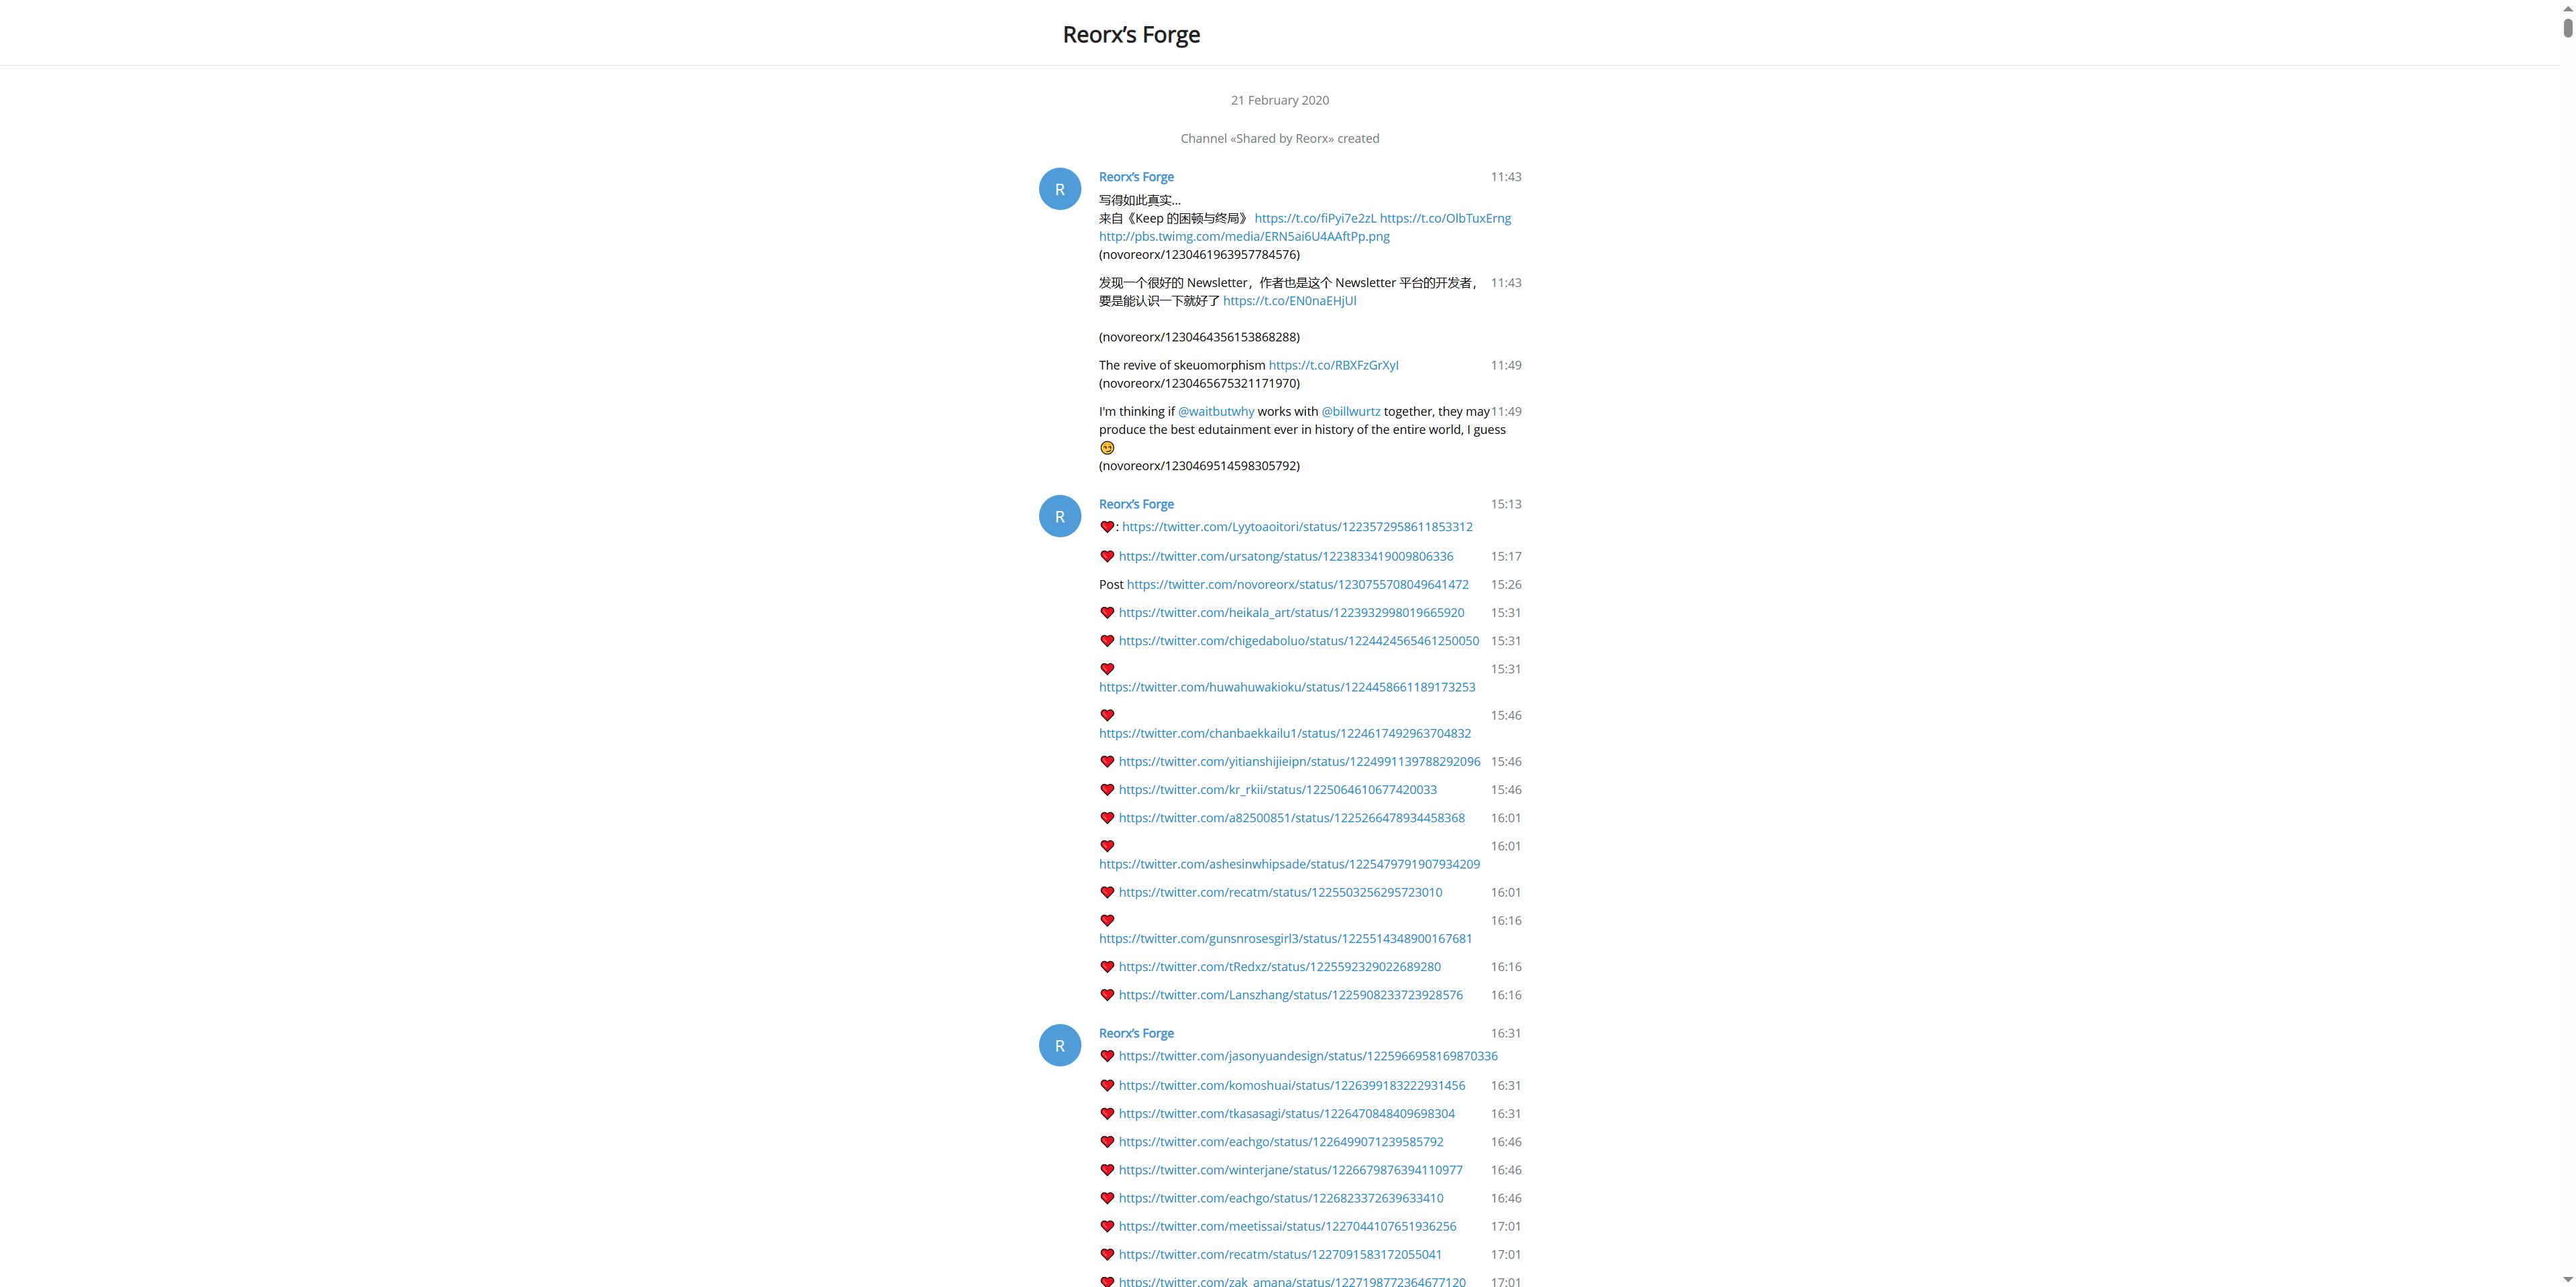 Reorx’s Forge
21 February 2020
Channel «Shared by Reorx» created
R
Reorx’s Forge 11:43
写得如此真实...
来自《Keep 的困顿与终局》 https://t.co/fiPyi7e2zL https://t.co/OlbTuxErng
http://pbs.twimg.com/media/ERN5ai6U4AAftPp.png
(novoreorx/1230461963957784576)
发现一个很好的 Newsletter，作者也是这个 Newsletter 平台的开发者， 11:43
要是能认识一下就好了 https://t.co/EN0naEHjUl
(novoreorx/1230464356153868288)
The revive of skeuomorphism https://t.co/RBXFzGrXyI 11:49
(novoreorx/1230465675321171970)
I'm thinking if @waitbutwhy works with @billwurtz together, they may 11:49
produce the best edutainment ever in history of the entire world, I guess
😏
(novoreorx/1230469514598305792)
R
Reorx’s Forge 15:13
❤️: https://twitter.com/Lyytoaoitori/status/1223572958611853312
❤️ https://twitter.com/ursatong/status/1223833419009806336 15:17
Post https://twitter.com/novoreorx/status/1230755708049641472 15:26
❤️ https://twitter.com/heikala_art/status/1223932998019665920 15:31
❤️ https://twitter.com/chigedaboluo/status/1224424565461250050 15:31
❤️ 15:31
https://twitter.com/huwahuwakioku/status/1224458661189173253
❤️ 15:46
https://twitter.com/chanbaekkailu1/status/1224617492963704832
❤️ https://twitter.com/yitianshijieipn/status/1224991139788292096 15:46
❤️ https://twitter.com/kr_rkii/status/1225064610677420033 15:46
❤️ https://twitter.com/a82500851/status/1225266478934458368 16:01
❤️ 16:01
https://twitter.com/ashesinwhipsade/status/1225479791907934209
❤️ https://twitter.com/recatm/status/1225503256295723010 16:01
❤️ 16:16
https://twitter.com/gunsnrosesgirl3/status/1225514348900167681
❤️ https://twitter.com/tRedxz/status/1225592329022689280 16:16
❤️ https://twitter.com/Lanszhang/status/1225908233723928576 16:16
R
Reorx’s Forge 16:31
❤️ https://twitter.com/jasonyuandesign/status/1225966958169870336
❤️ https://twitter.com/komoshuai/status/1226399183222931456 16:31
❤️ https://twitter.com/tkasasagi/status/1226470848409698304 16:31
❤️ https://twitter.com/eachgo/status/1226499071239585792 16:46
❤️ https://twitter.com/winterjane/status/1226679876394110977 16:46
❤️ https://twitter.com/eachgo/status/1226823372639633410 16:46
❤️ https://twitter.com/meetissai/status/1227044107651936256 17:01
❤️ https://twitter.com/recatm/status/1227091583172055041 17:01
❤️ https://twitter.com/zak_amana/status/1227198772364677120 17:01